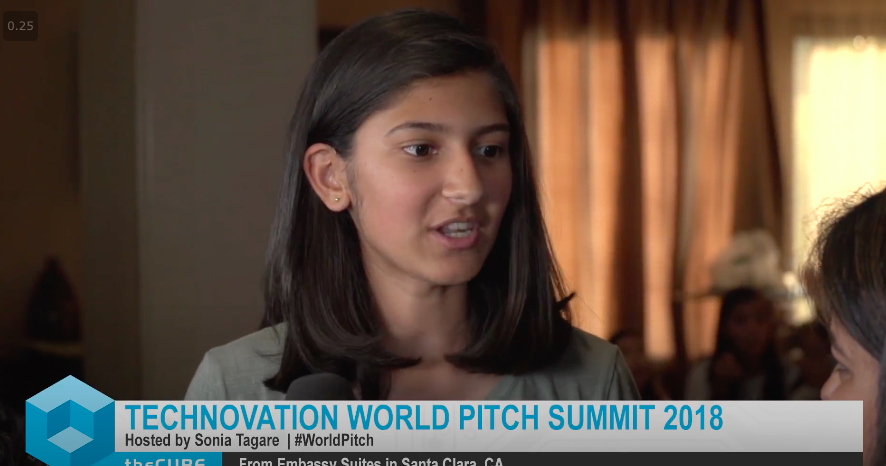 0.25
TECHNOVATION WORLD PITCH SUMMIT 2018
Hosted by Sonia Tagare | #WorldPitch
theCUBE
From Embassy Suites in Santa Clara, CA